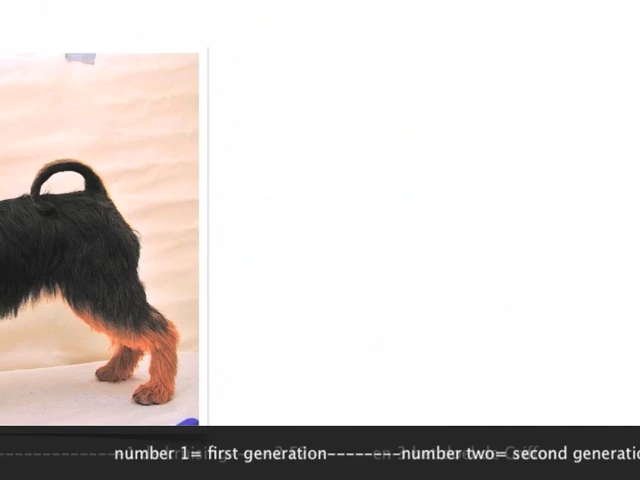 number 1= first generation-------number two= second generatio